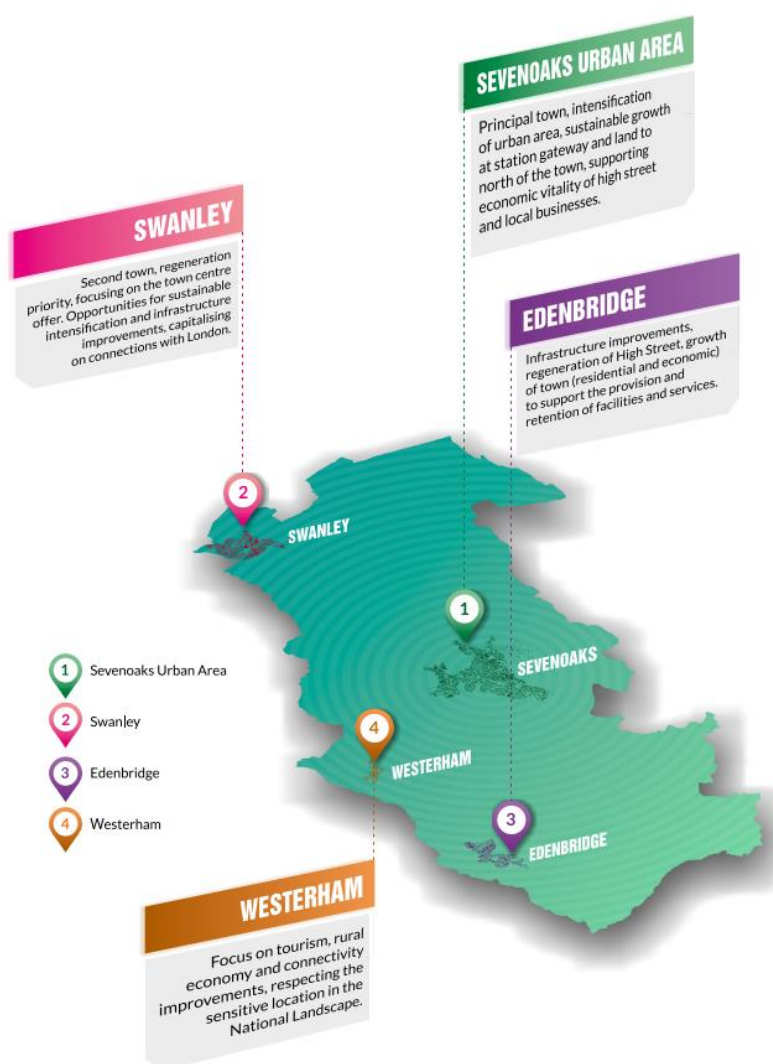 SEVENOAKS URBAN AREA
Principal town, intensification
of urban area, sustainable growth
at station gateway and land to
north of the town, supporting
economic vitality of high street
and local businesses.
SWANLEY
Second town, regeneration
priority, focusing on the town centre
offer. Opportunities for sustainable
intensification and infrastructure
improvements, capitalising
on connections with London.
EDENBRIDGE
Infrastructure improvements,
regeneration of High Street, growth
of town (residential and economic)
to support the provision and
retention of facilities and services.
2
SWANLEY
1
SEVENOAKS
4
WESTERHAM
3
EDENBRIDGE
1 Sevenoaks Urban Area
2 Swanley
3 Edenbridge
4 Westerham
WESTERHAM
Focus on tourism, rural
economy and connectivity
improvements, respecting the
sensitive location in the
National Landscape.